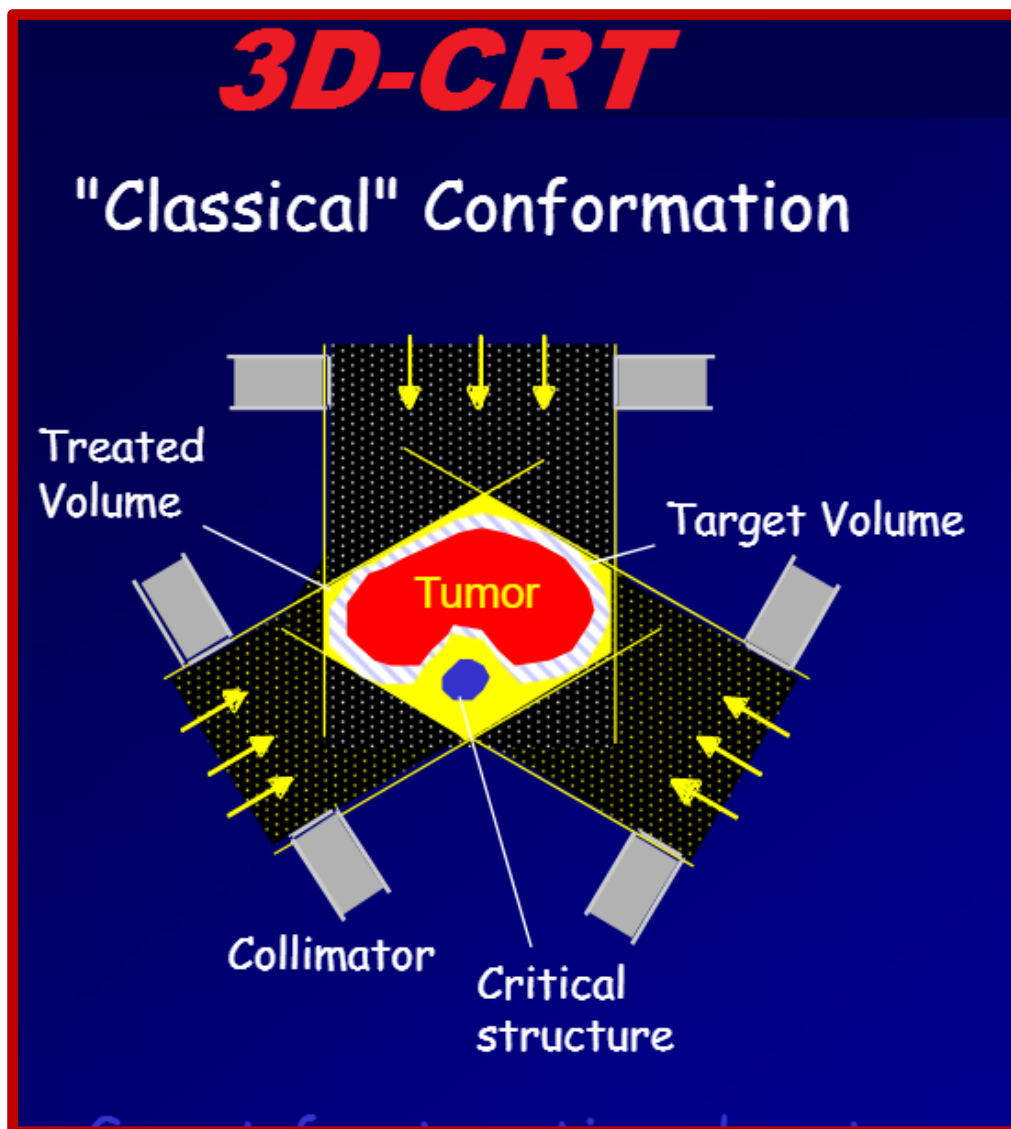 3D-CRT
"Classical" Conformation
Treated
Volume
Target Volume
Tumor
Collimator
Critical
structure